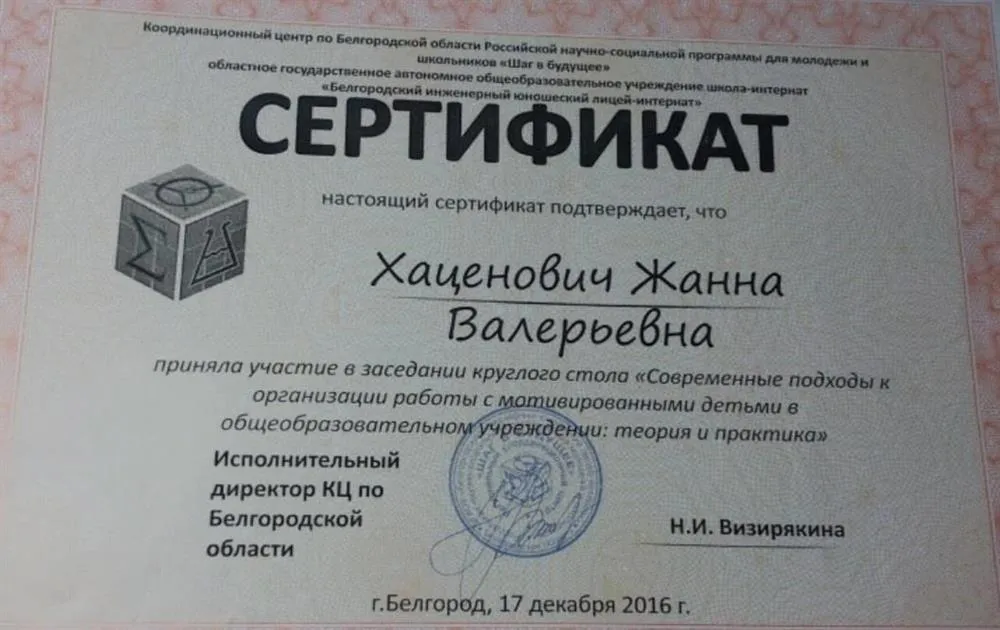 Координационный центр по Белгородской области Российской научно-социальной программы для молодежи и
школьников «Шаг в будущее»
областное государственное автономное общеобразовательное учреждение школа-интернат
«Белгородский инженерный юношеский лицей-интернат»
СЕРТИФИКАТ
настоящий сертификат подтверждает, что
Хаценович Жанна
Валерьевна
приняла участие в заседании круглого стола «Современные подходы к
организации работы с мотивированными детьми в
общеобразовательном учреждении: теория и практика»
«ШАГ В БУДУЩЕЕ»
Исполнительный
директор КЦ по
Белгородской
области
Н.И. Визирякина
г.Белгород, 17 декабря 2016 г.